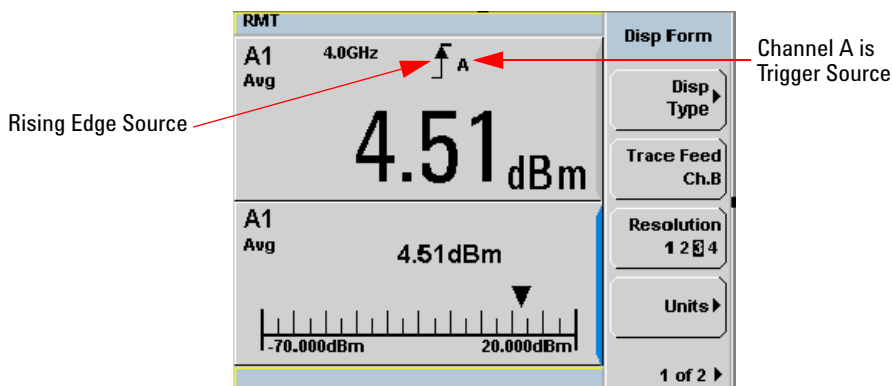 RMT
A1 4.0GHz A
Avg
4.51 dBm
A1
Avg
4.51dBm
-70.000dBm 20.000dBm
Disp Form
Disp
Type
Trace Feed
Ch.B
Resolution
1 2 3 4
Units
1 of 2
Rising Edge Source
Channel A is
Trigger Source